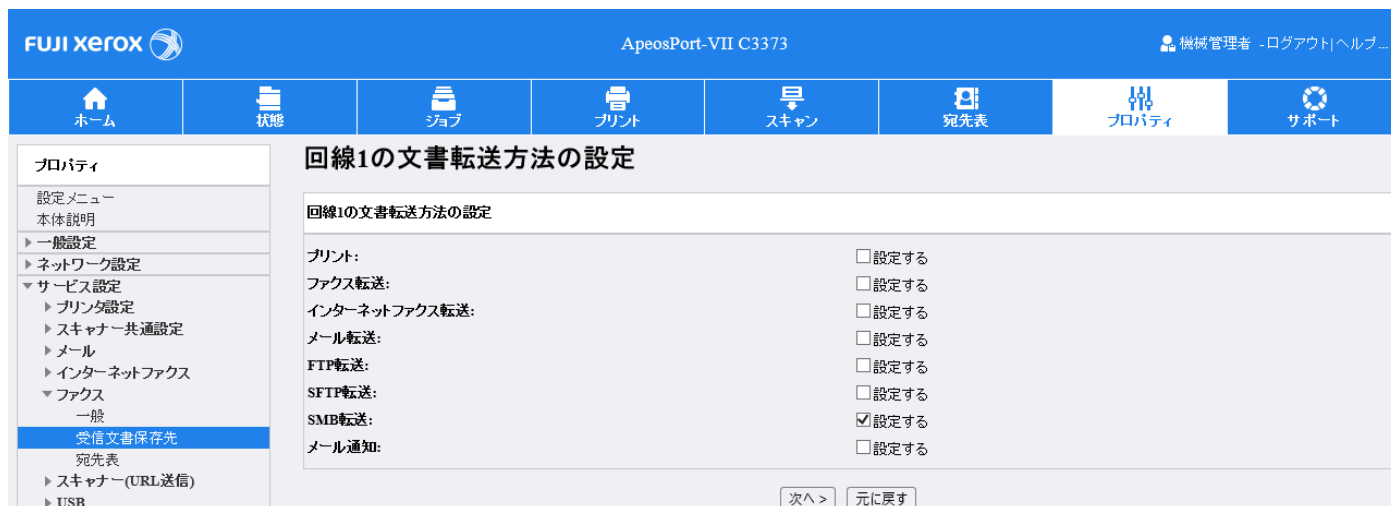 FUJI xerox
ApeosPort-VII C3373
機械管理者 -ログアウト|ヘルプ...
ホーム
状態
ジョブ
プリント
スキャン
宛先表
プロパティ
サポート
プロパティ
設定メニュー
本体説明
一般設定
ネットワーク設定
サービス設定
プリンタ設定
スキャナー共通設定
メール
インターネットファクス
ファクス
一般
受信文書保存先
宛先表
スキャナー(URL送信)
USB
回線1の文書転送方法の設定
回線1の文書転送方法の設定
プリント: 設定する
ファクス転送: 設定する
インターネットファクス転送: 設定する
メール転送: 設定する
FTP転送: 設定する
SFTP転送: 設定する
SMB転送: 設定する
メール通知: 設定する
次へ > 元に戻す